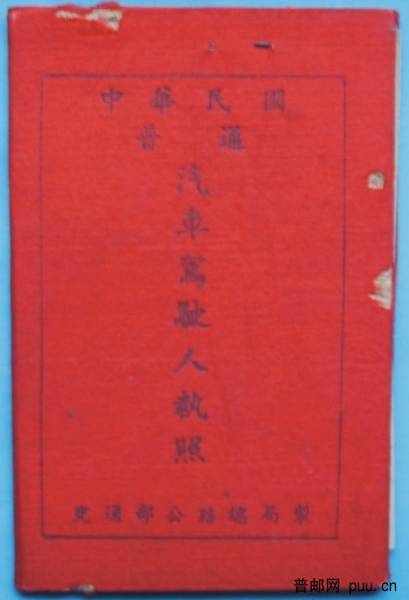 中華民國
普通
汽車駕駛人執照
交通部公路總局製
普邮网 puu.cn